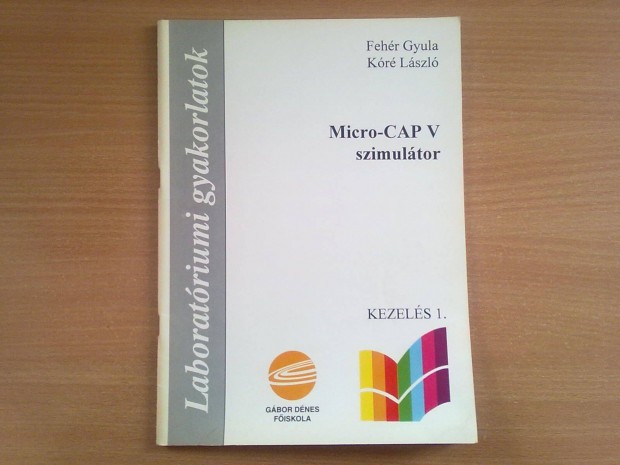 Fehér Gyula
Kóré László
Micro-CAP V
szimulátor
Laboratóriumi gyakorlatok
KEZELÉS 1.
GÁBOR DÉNES
FŐISKOLA